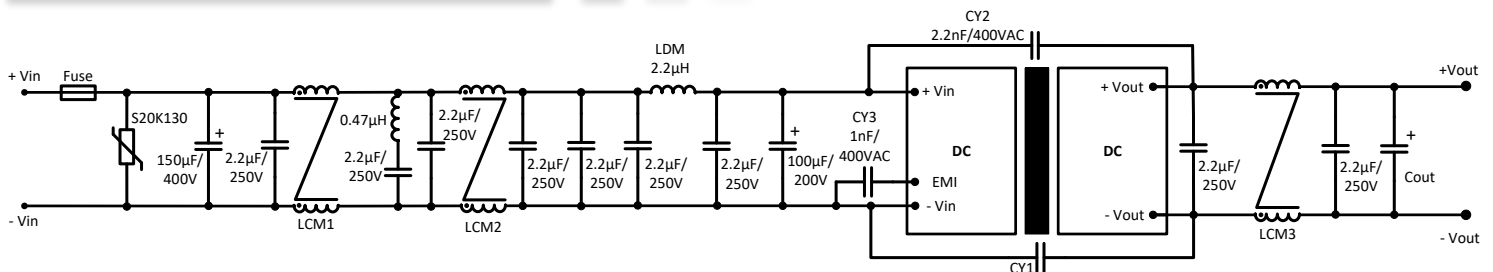 CY2
2.2nF/400VAC
LDM
2.2µH
+ Vin
Fuse
S20K130
+
150µF/
400V
2.2µF/
250V
LCM1
0.47µH
2.2µF/
250V
2.2µF/
250V
LCM2
2.2µF/
250V
2.2µF/
250V
2.2µF/
250V
2.2µF/
250V
+
100µF/
200V
CY3
1nF/
400VAC
+ Vin
DC
EMI
- Vin
DC
+ Vout
- Vout
CY1
2.2µF/
250V
LCM3
2.2µF/
250V
+
Cout
+Vout
- Vout
- Vin